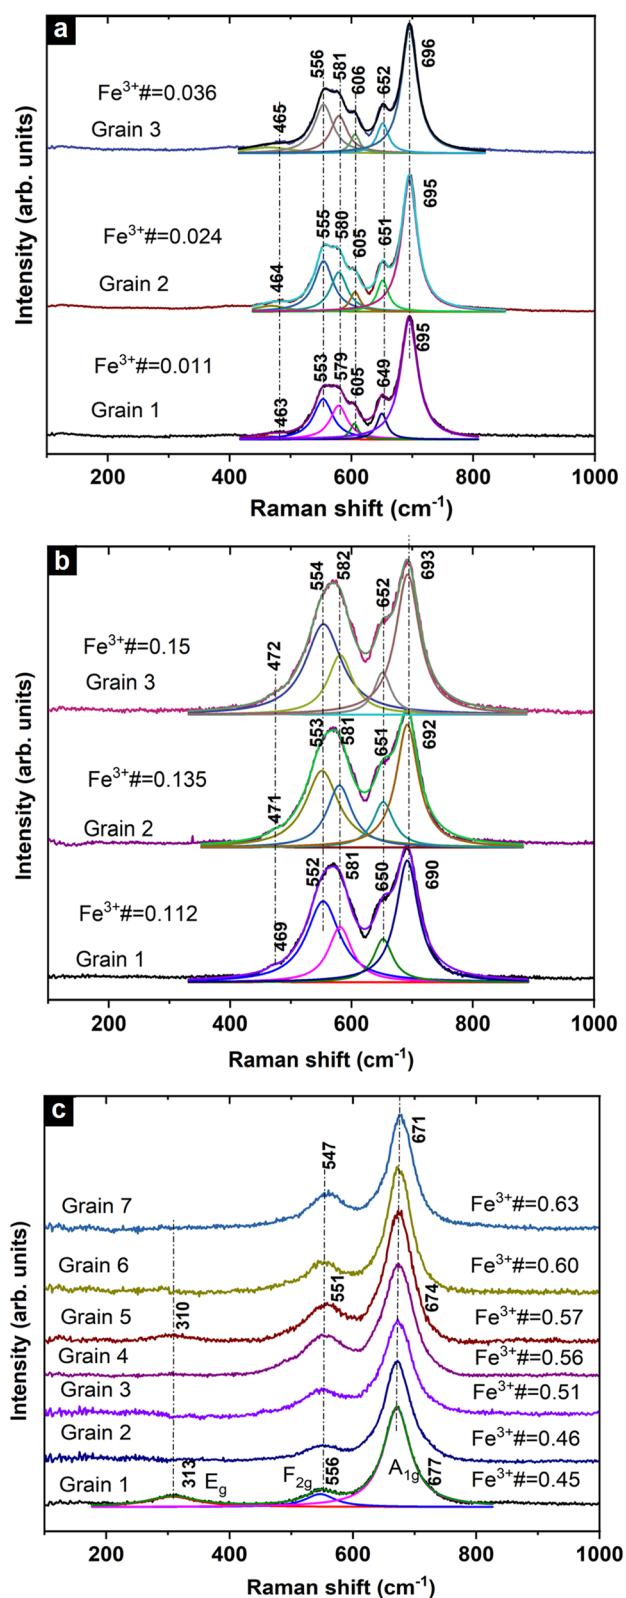 a
556
581
606
652
696
Fe³⁺#=0.036
465
Grain 3
555
580
605
651
695
Fe³⁺#=0.024
464
Grain 2
553
579
605
649
695
Fe³⁺#=0.011
463
Grain 1
Intensity (arb. units)
200
400
600
800
1000
Raman shift (cm⁻¹)
b
554
582
652
693
Fe³⁺#=0.15
472
Grain 3
553
581
651
692
Fe³⁺#=0.135
471
Grain 2
552
581
650
690
Fe³⁺#=0.112
469
Grain 1
Intensity (arb. units)
200
400
600
800
1000
Raman shift (cm⁻¹)
c
547
671
Grain 7
Fe³⁺#=0.63
Grain 6
Fe³⁺#=0.60
310
551
674
Grain 5
Fe³⁺#=0.57
Grain 4
Fe³⁺#=0.56
Grain 3
Fe³⁺#=0.51
Grain 2
Fe³⁺#=0.46
Grain 1
313
E_g
F_2g
556
A_1g
677
Fe³⁺#=0.45
Intensity (arb. units)
200
400
600
800
1000
Raman shift (cm⁻¹)